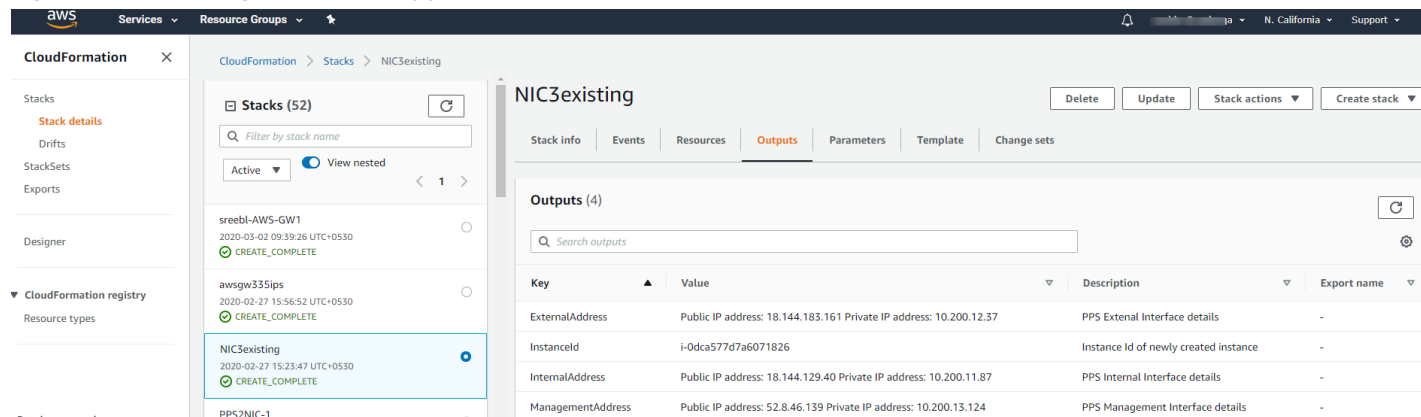 aws Services Resource Groups N. California Support
CloudFormation
CloudFormation > Stacks > NIC3existing
Stacks
Stack details
Drifts
StackSets
Exports
Designer
CloudFormation registry
Resource types
Stacks (52)
Filter by stack name
Active View nested
< 1 >
sreebl-AWS-GW1
2020-03-02 09:39:26 UTC+0530
CREATE_COMPLETE
awsgw335ips
2020-02-27 15:56:52 UTC+0530
CREATE_COMPLETE
NIC3existing
2020-02-27 15:23:47 UTC+0530
CREATE_COMPLETE
PPS2NIC-1
NIC3existing
Delete Update Stack actions Create stack
Stack info Events Resources Outputs Parameters Template Change sets
Outputs (4)
Search outputs
Key Value Description Export name
ExternalAddress Public IP address: 18.144.183.161 Private IP address: 10.200.12.37 PPS Extenal Interface details -
InstanceId i-0dca577d7a6071826 Instance Id of newly created instance -
InternalAddress Public IP address: 18.144.129.40 Private IP address: 10.200.11.87 PPS Internal Interface details -
ManagementAddress Public IP address: 52.8.46.139 Private IP address: 10.200.13.124 PPS Management Interface details -